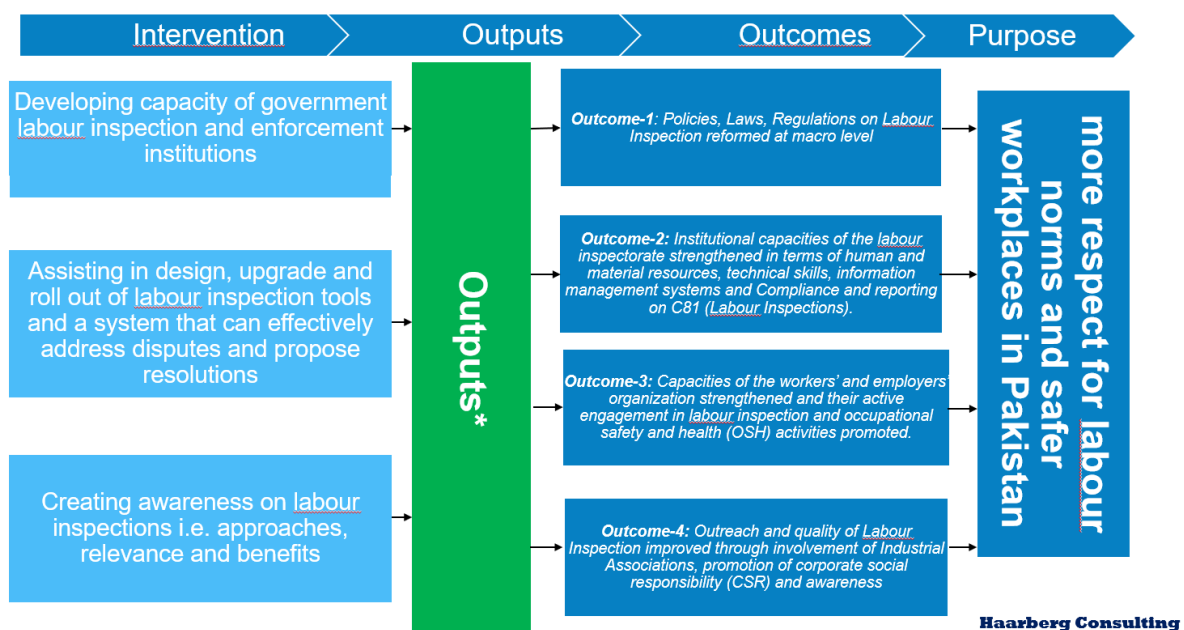 Intervention
Outputs
Outcomes
Purpose
Developing capacity of government
labour inspection and enforcement
institutions
Assisting in design, upgrade and
roll out of labour inspection tools
and a system that can effectively
address disputes and propose
resolutions
Creating awareness on labour
inspections i.e. approaches,
relevance and benefits
Outputs*
Outcome-1: Policies, Laws, Regulations on Labour
Inspection reformed at macro level
Outcome-2: Institutional capacities of the labour
inspectorate strengthened in terms of human and
material resources, technical skills, information
management systems and Compliance and reporting
on C81 (Labour Inspections).
Outcome-3: Capacities of the workers’ and employers’
organization strengthened and their active
engagement in labour inspection and occupational
safety and health (OSH) activities promoted.
Outcome-4: Outreach and quality of Labour
Inspection improved through involvement of Industrial
Associations, promotion of corporate social
responsibility (CSR) and awareness
more respect for labour
norms and safer
workplaces in Pakistan
Haarberg Consulting